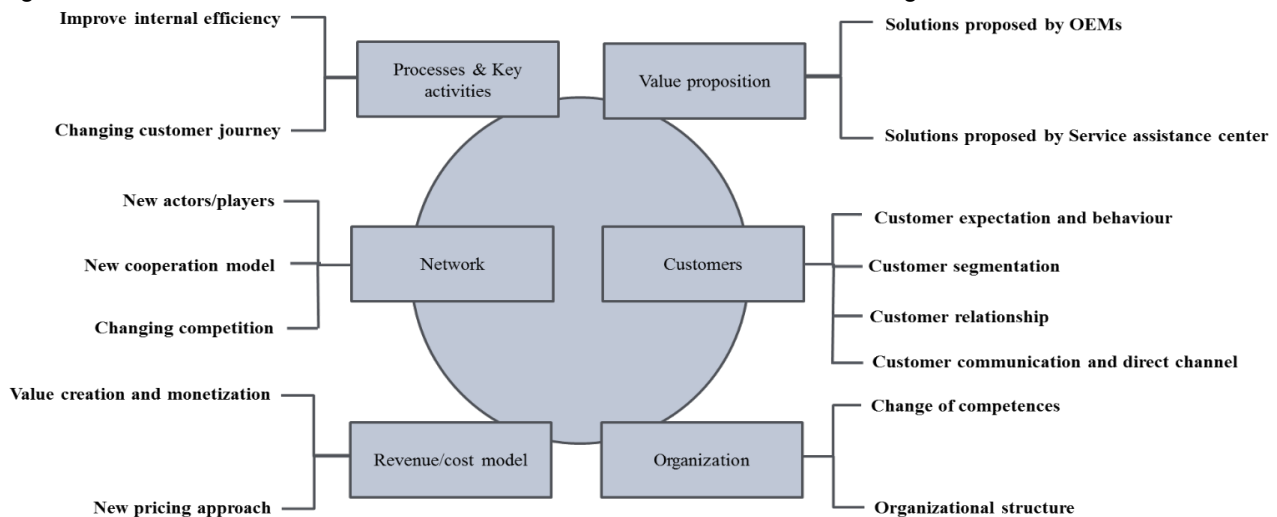 Improve internal efficiency
Processes & Key
activities
Changing customer journey
Solutions proposed by OEMs
Value proposition
Solutions proposed by Service assistance center
New actors/players
Network
New cooperation model
Changing competition
Customers
Customer expectation and behaviour
Customer segmentation
Customer relationship
Customer communication and direct channel
Value creation and monetization
Revenue/cost model
New pricing approach
Organization
Change of competences
Organizational structure